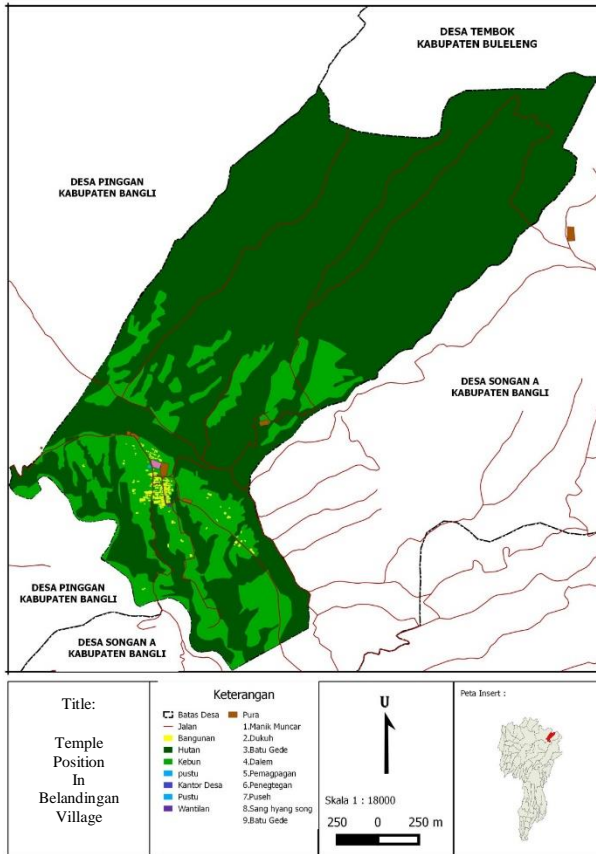 DESA TEMBOK
KABUPATEN BULELENG
DESA PINGGAN
KABUPATEN BANGLI
DESA SONGAN A
KABUPATEN BANGLI
DESA PINGGAN
KABUPATEN BANGLI
DESA SONGAN A
KABUPATEN BANGLI
Title:
Temple
Position
In
Belandingan
Village
Keterangan
Batas Desa
Jalan
Bangunan
Hutan
Kebun
pustu
Kantor Desa
Pustu
Wantilan
Pura
1.Manik Muncar
2.Dukuh
3.Batu Gede
4.Dalem
5.Pemagpagan
6.Penegtegan
7.Puseh
8.Sang hyang song
9.Batu Gede
U
Skala 1 : 18000
250 0 250 m
Peta Insert :